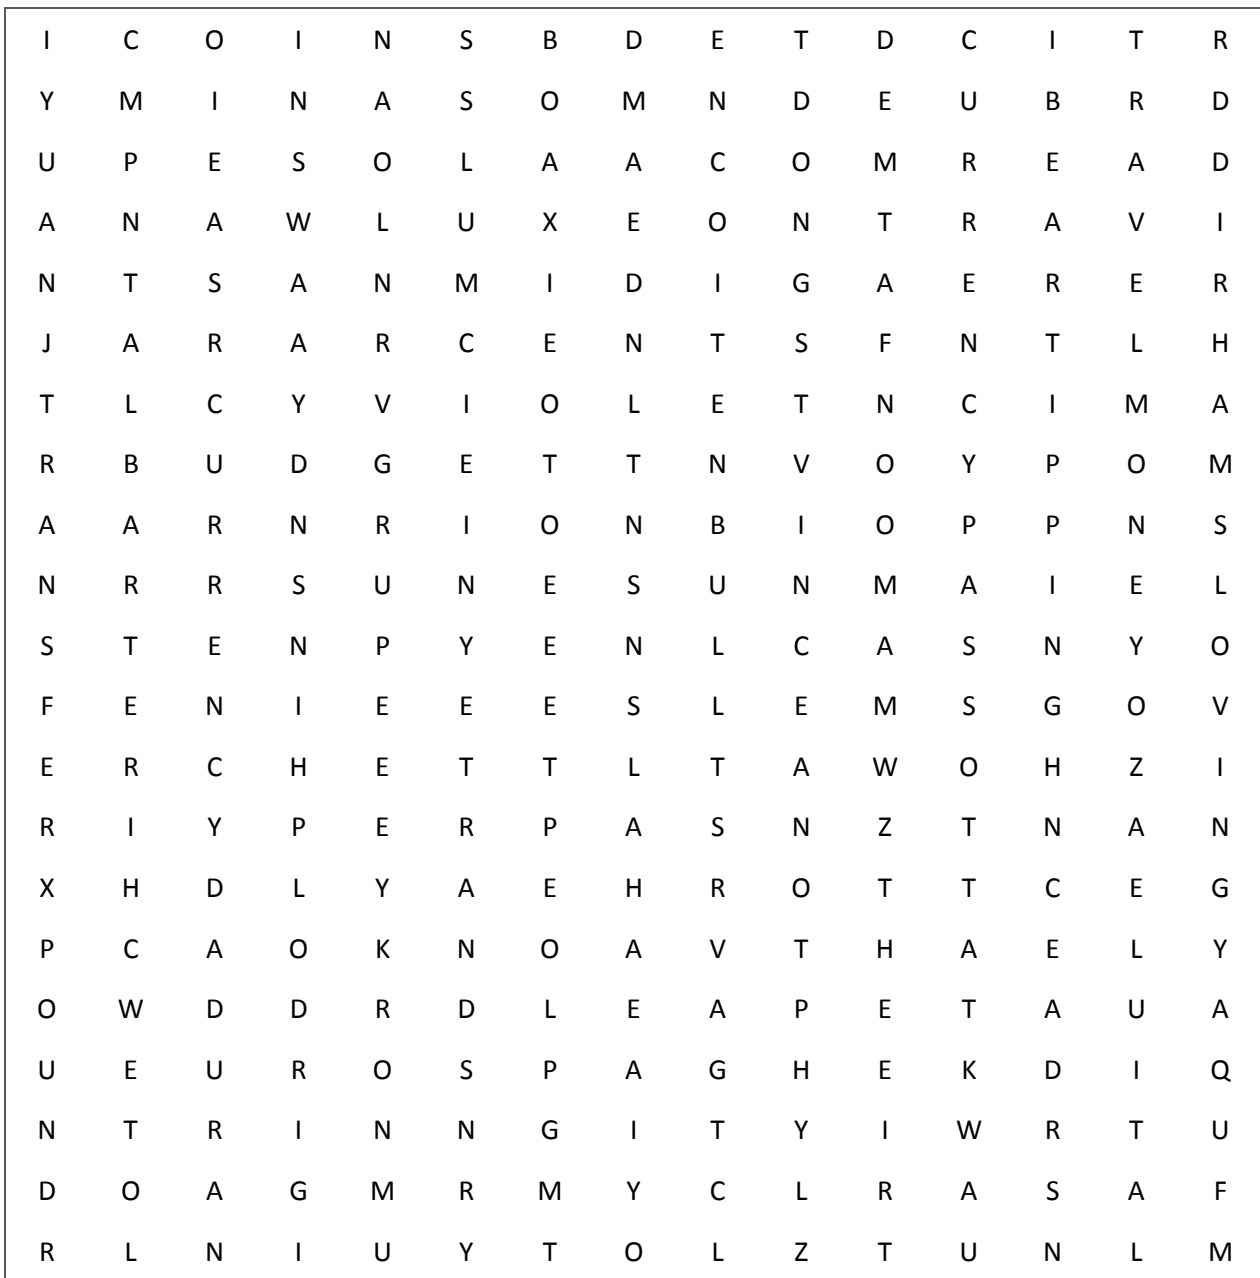 I C O I N S B D E T D C I T R
Y M I N A S O M N D E U B R D
U P E S O L A A C O M R E A D
A N A W L U X E O N T R A V I
N T S A N M I D I G A E R E R
J A R A R C E N T S F N T L H
T L C Y V I O L E T N C I M A
R B U D G E T T N V O Y P O M
A A R N R I O N B I O P P N S
N R R S U N E S U N M A I E L
S T E N P Y E N L C A S N Y O
F E N I E E E S L E M S G O V
E R C H E T T L T A W O H Z I
R I Y P E R P A S N Z T N A N
X H D L Y A E H R O T T C E G
P C A O K N O A V T H A E L Y
O W D D R D L E A P E T A U A
U E U R O S P A G H E K D I Q
N T R I N N G I T Y I W R T U
D O A G M R M Y C L R A S A F
R L N I U Y T O L Z T U N L M